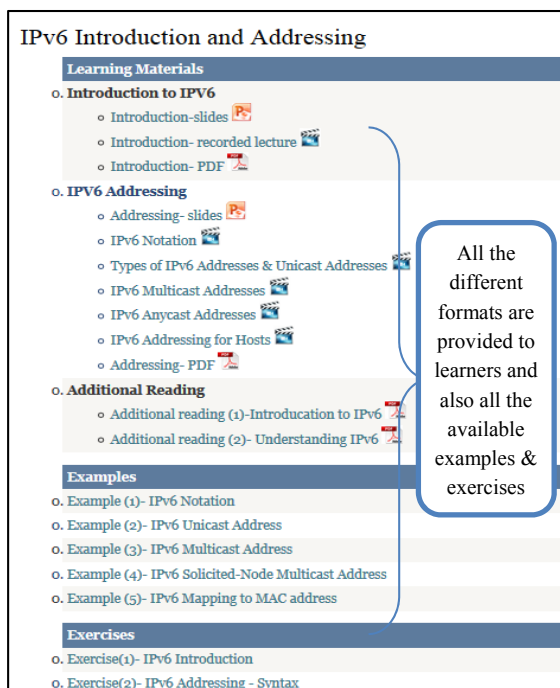 IPv6 Introduction and Addressing
Learning Materials
o. Introduction to IPV6
o Introduction-slides
o Introduction- recorded lecture
o Introduction- PDF
o. IPV6 Addressing
o Addressing- slides
o IPv6 Notation
o Types of IPv6 Addresses & Unicast Addresses
o IPv6 Multicast Addresses
o IPv6 Anycast Addresses
o IPv6 Addressing for Hosts
o Addressing- PDF
o. Additional Reading
o Additional reading (1)-Introducation to IPv6
o Additional reading (2)- Understanding IPv6
Examples
o. Example (1)- IPv6 Notation
o. Example (2)- IPv6 Unicast Address
o. Example (3)- IPv6 Multicast Address
o. Example (4)- IPv6 Solicited-Node Multicast Address
o. Example (5)- IPv6 Mapping to MAC address
Exercises
o. Exercise(1)- IPv6 Introduction
o. Exercise(2)- IPv6 Addressing - Syntax
All the
different
formats are
provided to
learners and
also all the
available
examples &
exercises